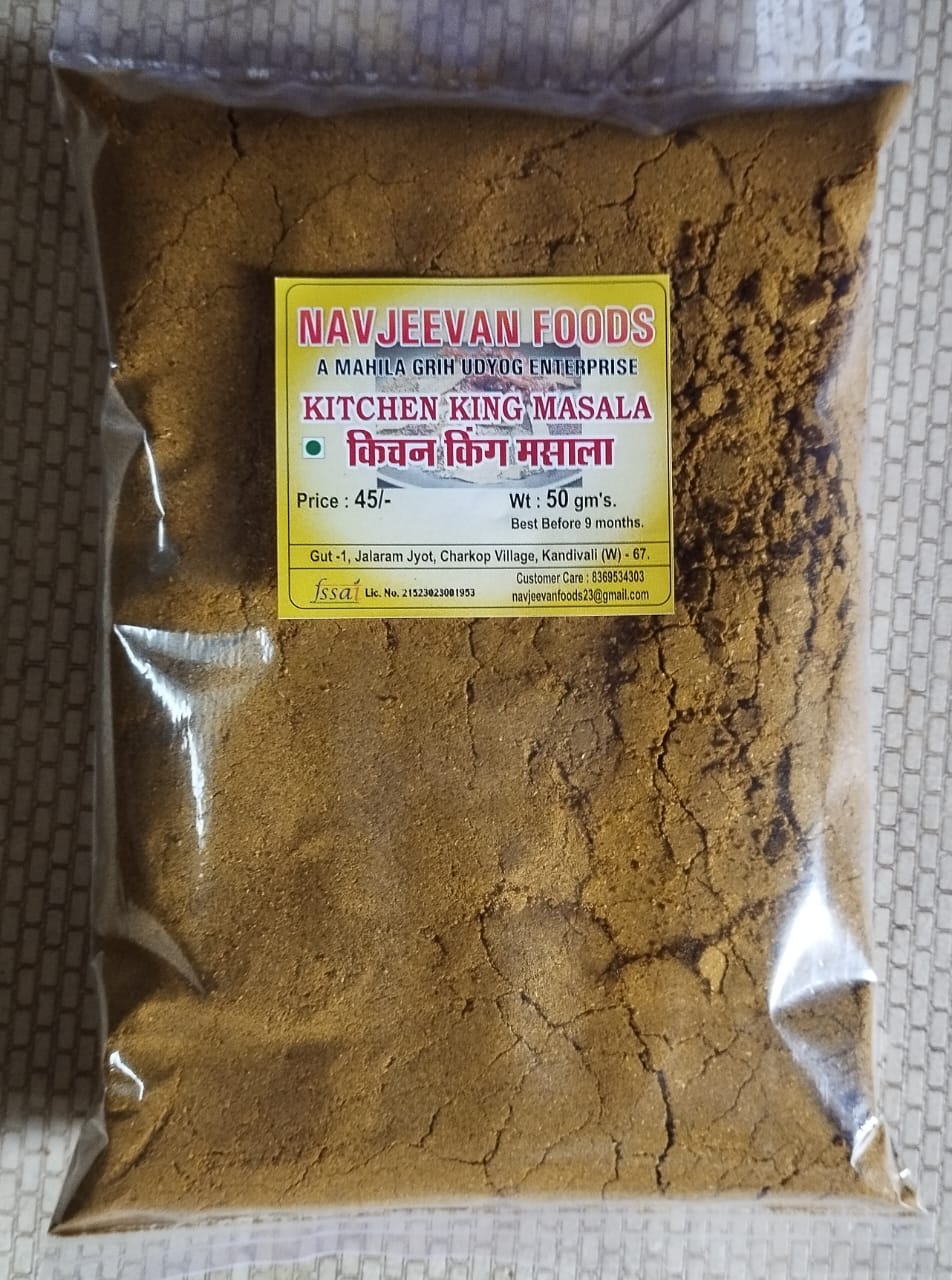 NAVJEEVAN FOODS
A MAHILA GRIH UDYOG ENTERPRISE
KITCHEN KING MASALA
किचन किंग मसाला
Price : 45/- Wt : 50 gm's.
Best Before 9 months.
Gut -1, Jalaram Jyot, Charkop Village, Kandivali (W) - 67.
Customer Care : 8369534303
fssai Lic. No. 21523023001953
navjeevanfoods23@gmail.com